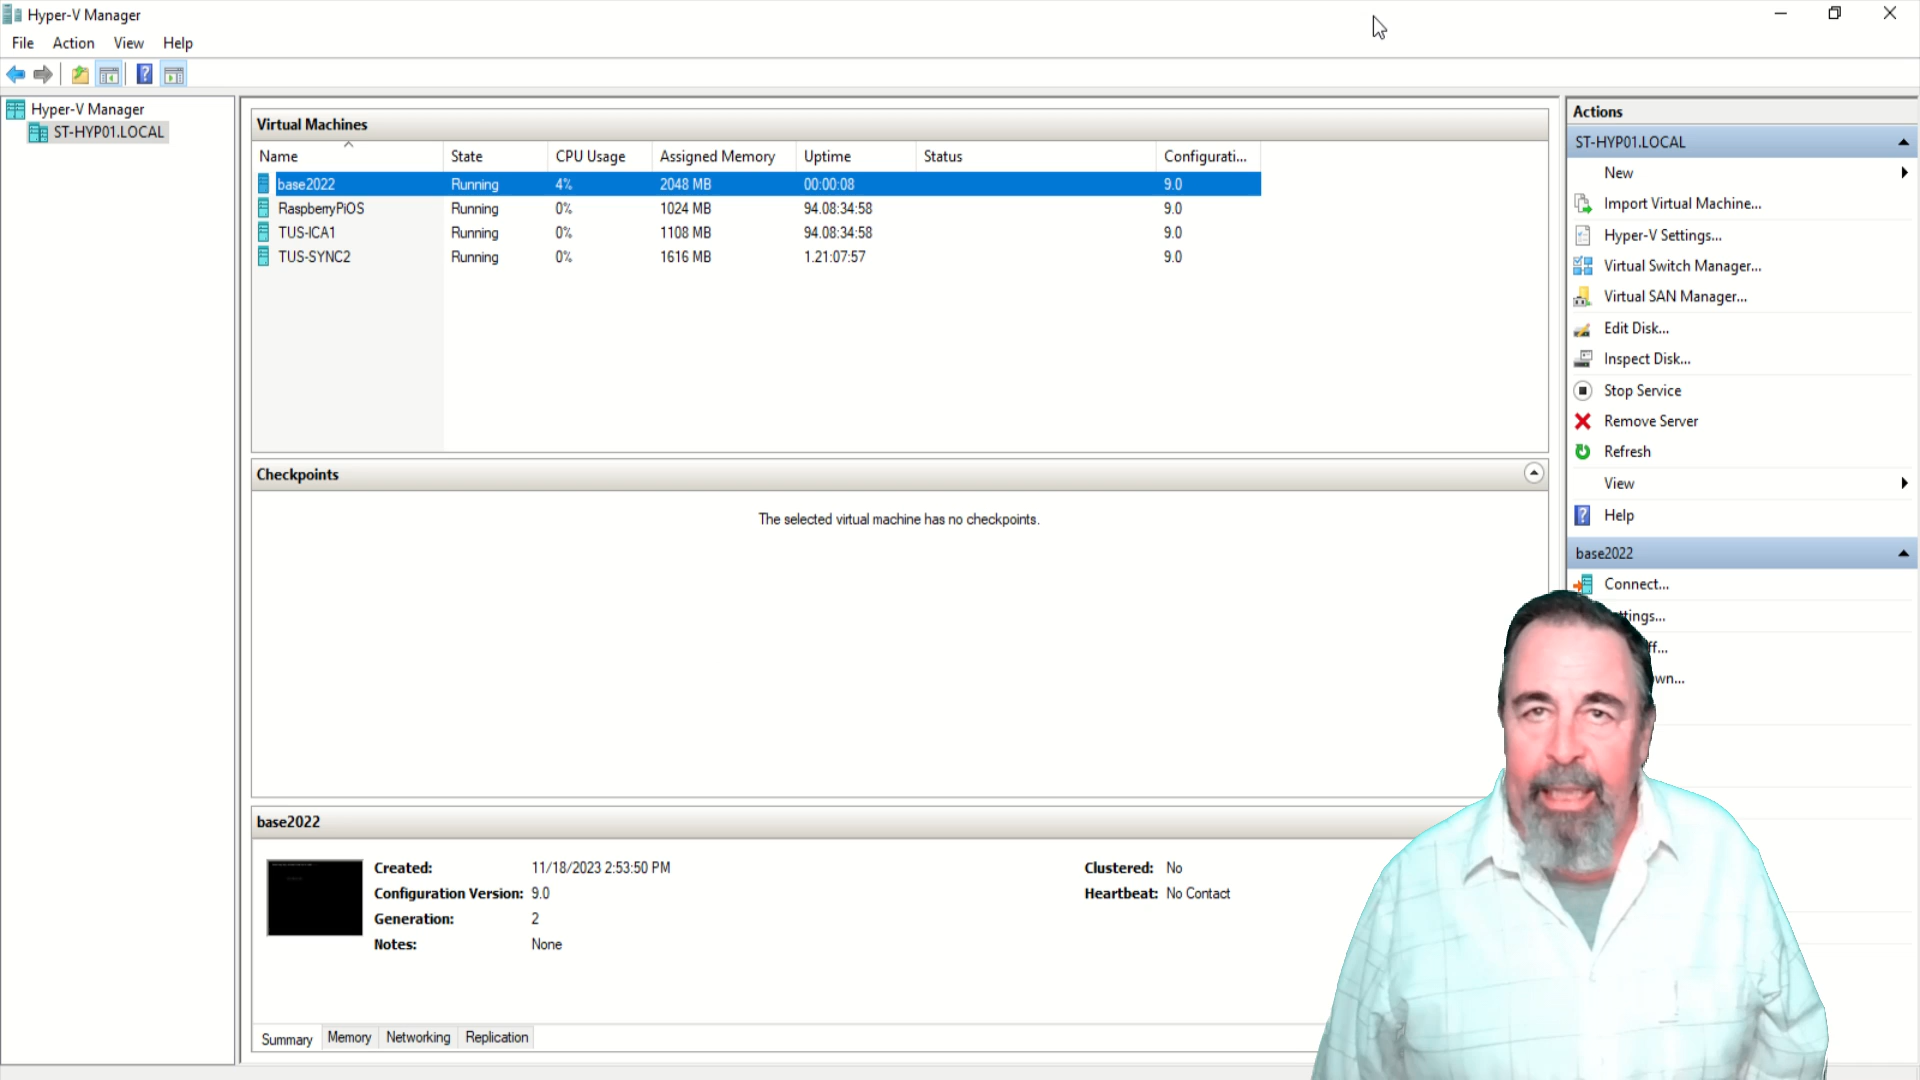 Hyper-V Manager
File Action View Help
Hyper-V Manager
ST-HYP01.LOCAL
Virtual Machines
Name State CPU Usage Assigned Memory Uptime Status Configurati...
base2022 Running 4% 2048 MB 00:00:08 9.0
RaspberryPiOS Running 0% 1024 MB 94.08:34:58 9.0
TUS-ICA1 Running 0% 1108 MB 94.08:34:58 9.0
TUS-SYNC2 Running 0% 1616 MB 1.21:07:57 9.0
Checkpoints
The selected virtual machine has no checkpoints.
base2022
Created: 11/18/2023 2:53:50 PM Clustered: No
Configuration Version: 9.0 Heartbeat: No Contact
Generation: 2
Notes: None
Summary Memory Networking Replication
Actions
ST-HYP01.LOCAL
New
Import Virtual Machine...
Hyper-V Settings...
Virtual Switch Manager...
Virtual SAN Manager...
Edit Disk...
Inspect Disk...
Stop Service
Remove Server
Refresh
View
Help
base2022
Connect...